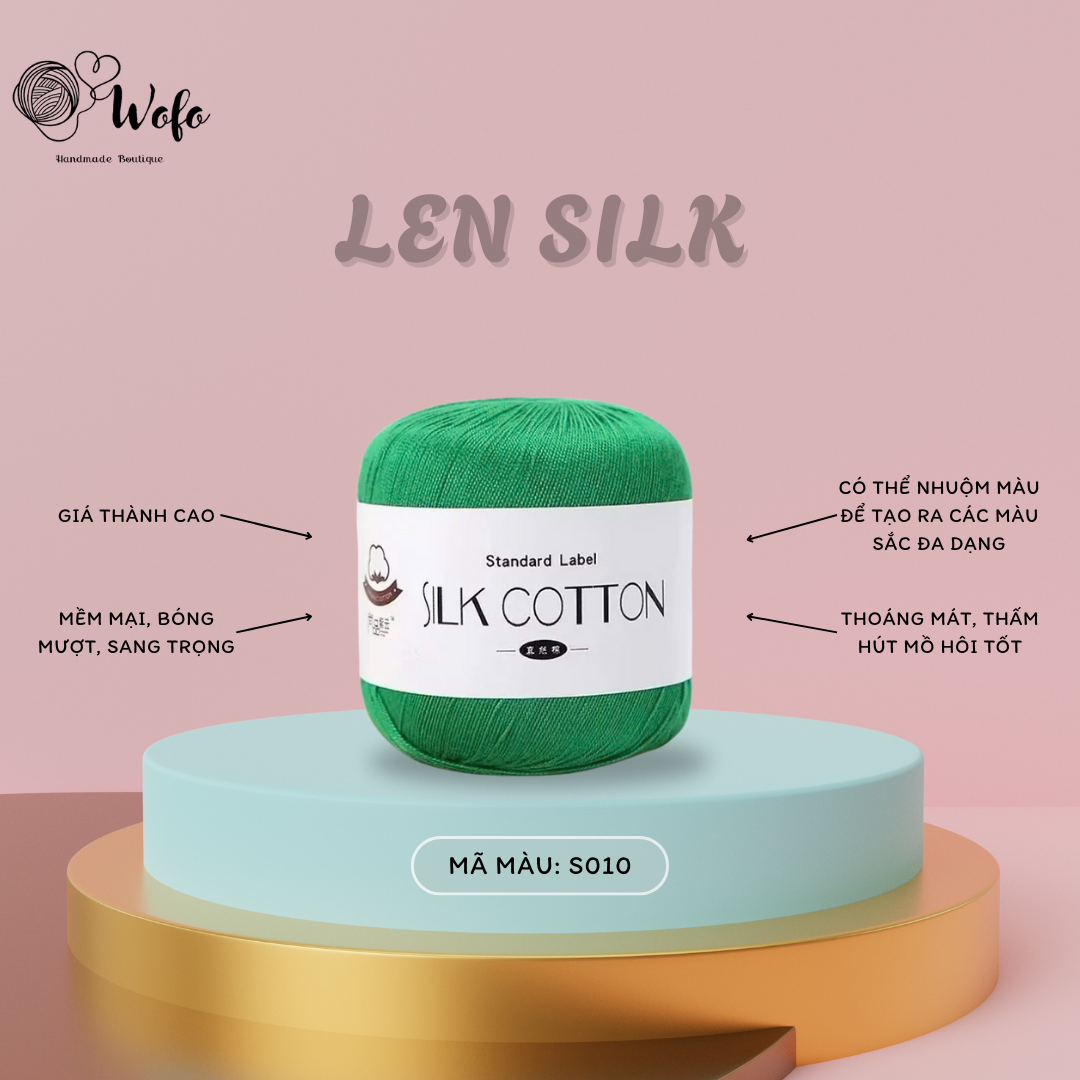 Wofo
Handmade Boutique
LEN SILK
GIÁ THÀNH CAO
MỀM MẠI, BÓNG
MƯỢT, SANG TRỌNG
CÓ THỂ NHUỘM MÀU
ĐỂ TẠO RA CÁC MÀU
SẮC ĐA DẠNG
THOÁNG MÁT, THẤM
HÚT MỒ HÔI TỐT
Standard Label
SILK COTTON
MÃ MÀU: S010